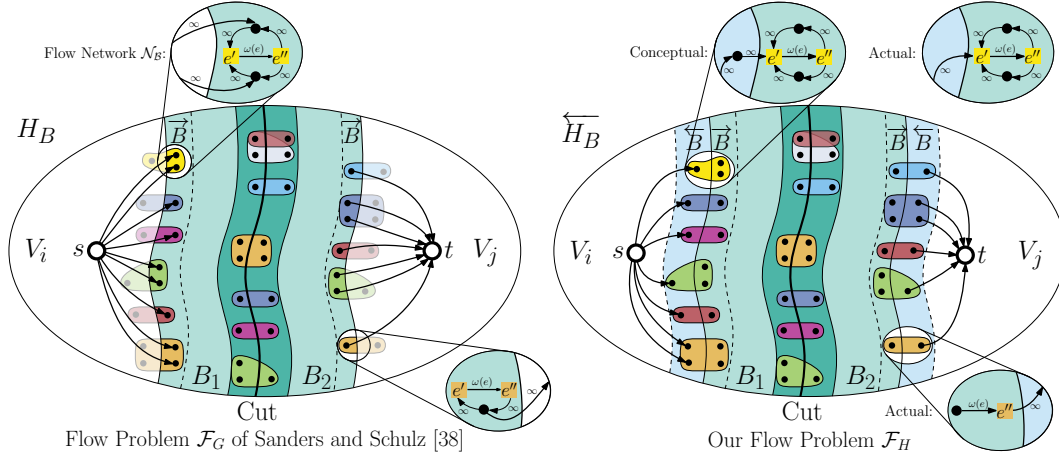 Flow Network 𝒩_ℬ:
∞ ∞ ∞ e′ ω(e) e″ ∞ ∞ ∞
H_B
→B →B
V_i s t V_j
B_1 B_2
e′ ω(e) e″ ∞ ∞ ∞
Cut
Flow Problem ℱ_G of Sanders and Schulz [38]
Conceptual:
∞ ∞ ∞ ∞ e′ ω(e) e″ ∞ ∞
Actual:
∞ ∞ ∞ e′ ω(e) e″ ∞ ∞
←H_B
←B →B →B ←B
V_i s t V_j
B_1 B_2
Actual:
ω(e) e″ ∞
Cut
Our Flow Problem ℱ_H